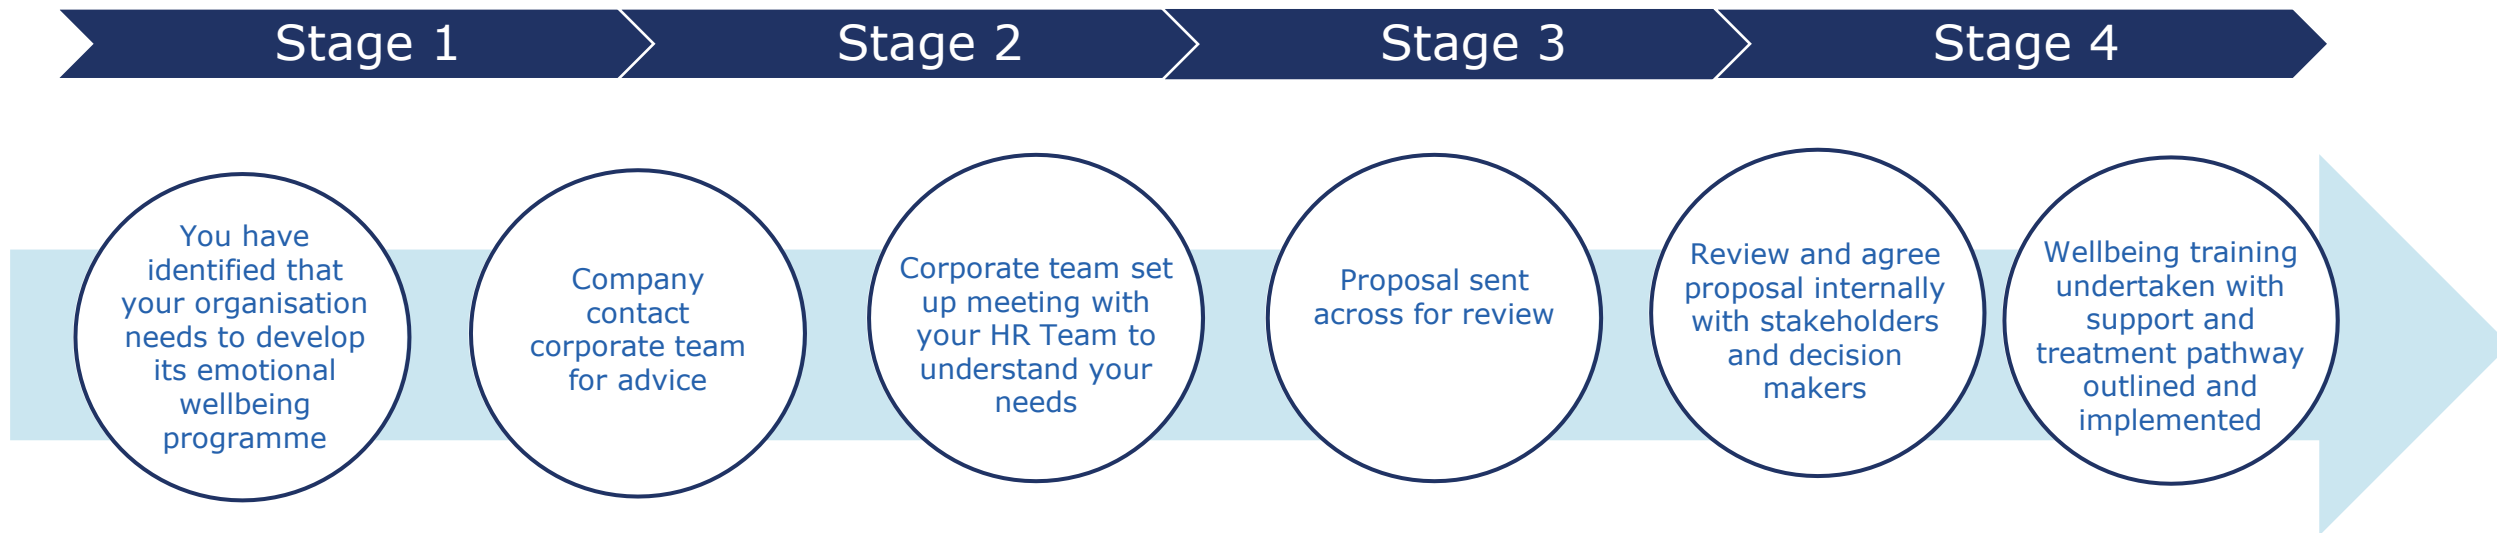 Stage 1
Stage 2
Stage 3
Stage 4
You have
identified that
your organisation
needs to develop
its emotional
wellbeing
programme
Company
contact
corporate team
for advice
Corporate team set
up meeting with
your HR Team to
understand your
needs
Proposal sent
across for review
Review and agree
proposal internally
with stakeholders
and decision
makers
Wellbeing training
undertaken with
support and
treatment pathway
outlined and
implemented